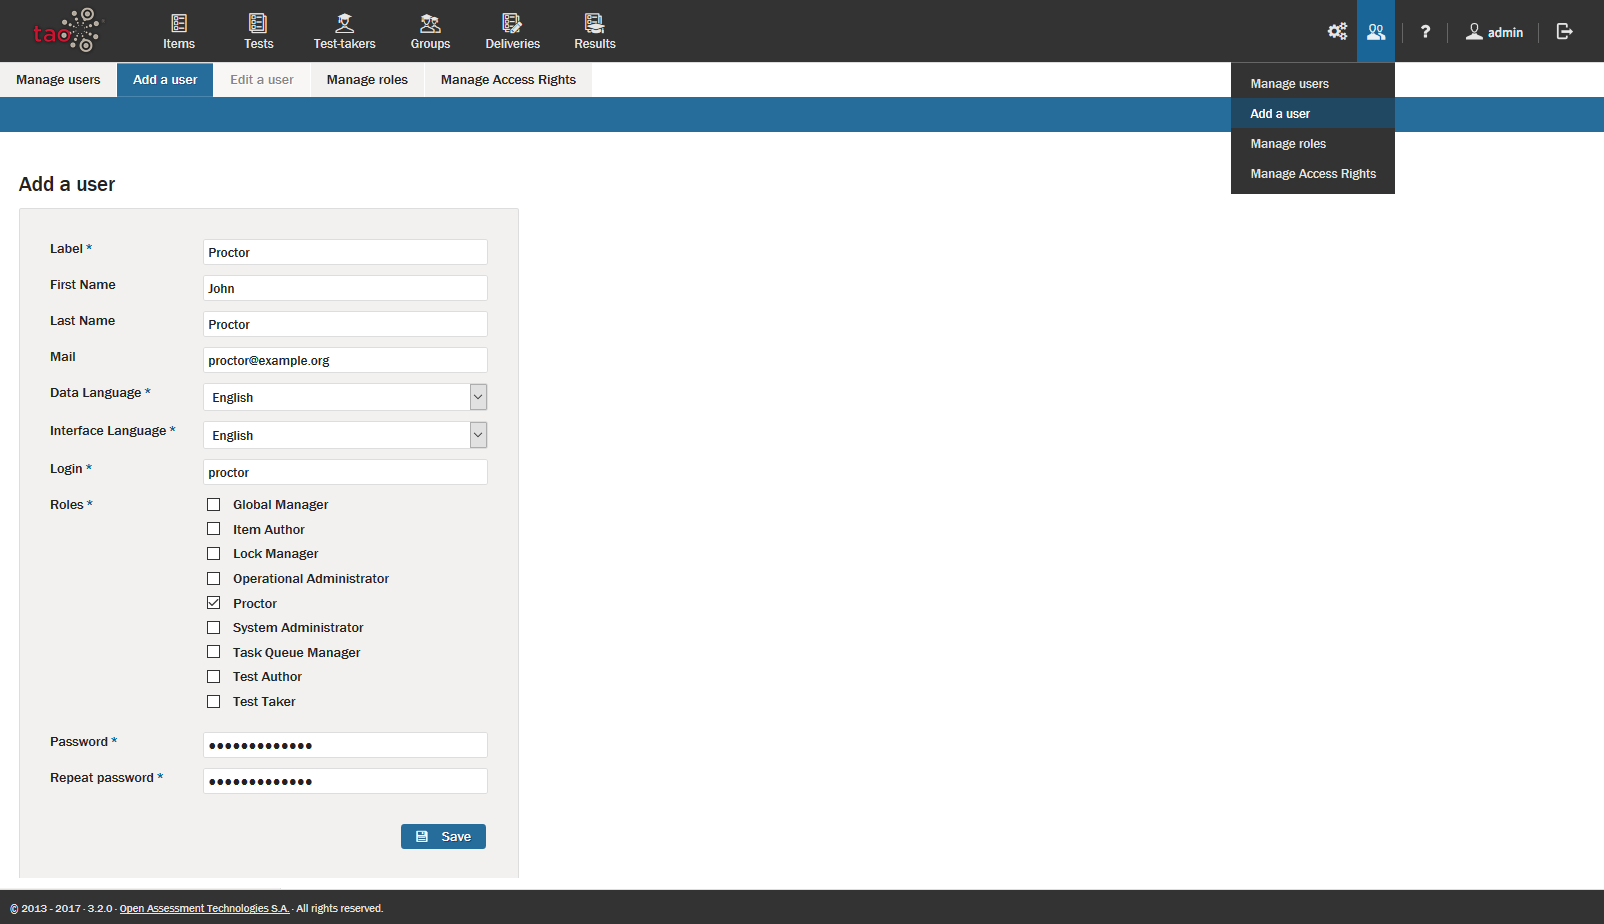 tao
Items
Tests
Test-takers
Groups
Deliveries
Results
?
admin
Manage users
Add a user
Edit a user
Manage roles
Manage Access Rights
Manage users
Add a user
Manage roles
Manage Access Rights
Add a user
Label *
Proctor
First Name
John
Last Name
Proctor
Mail
proctor@example.org
Data Language *
English
Interface Language *
English
Login *
proctor
Roles *
Global Manager
Item Author
Lock Manager
Operational Administrator
Proctor
System Administrator
Task Queue Manager
Test Author
Test Taker
Password *
●●●●●●●●●●●●●
Repeat password *
●●●●●●●●●●●●●
Save
© 2013 - 2017 · 3.2.0 · Open Assessment Technologies S.A. · All rights reserved.